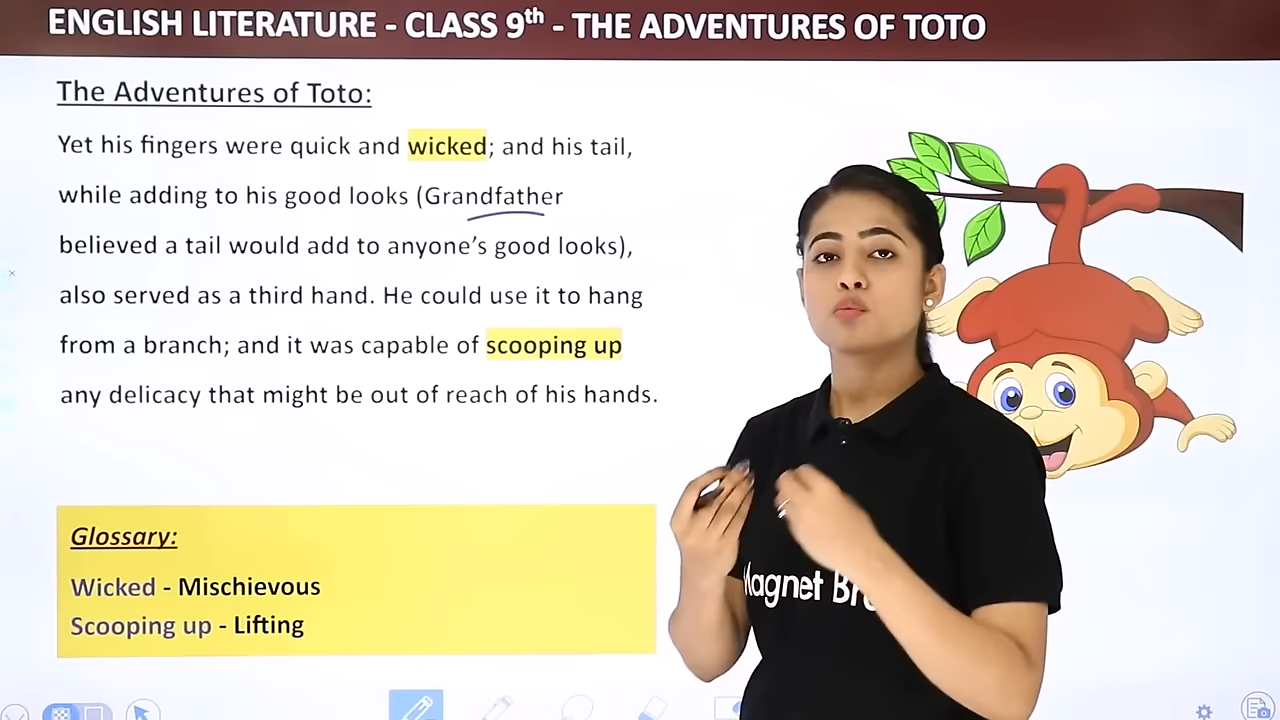 ENGLISH LITERATURE - CLASS 9th - THE ADVENTURES OF TOTO
The Adventures of Toto:
Yet his fingers were quick and wicked; and his tail,
while adding to his good looks (Grandfather
believed a tail would add to anyone's good looks),
also served as a third hand. He could use it to hang
from a branch; and it was capable of scooping up
any delicacy that might be out of reach of his hands.
Glossary:
Wicked - Mischievous
Scooping up - Lifting
Magnet